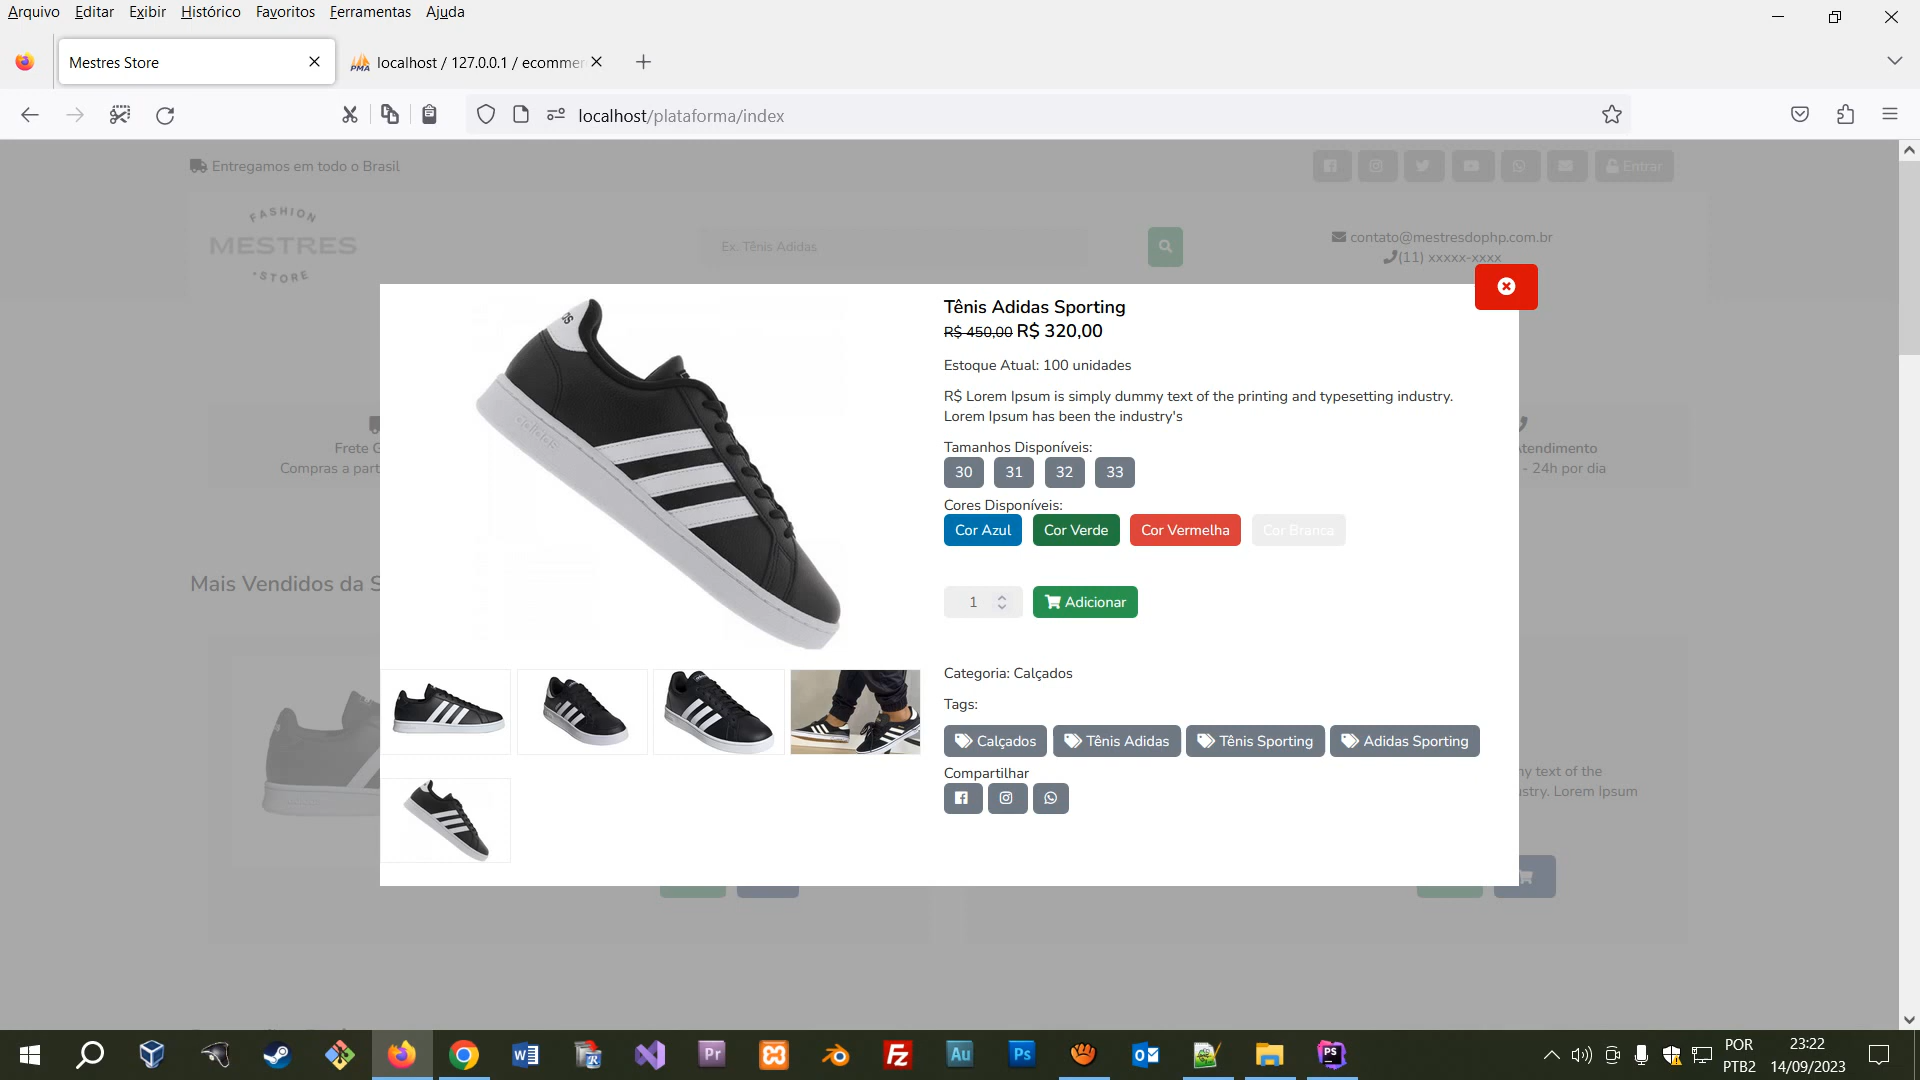 Arquivo Editar Exibir Histórico Favoritos Ferramentas Ajuda
Mestres Store
localhost / 127.0.0.1 / ecommer
localhost/plataforma/index
Entregamos em todo o Brasil
Entrar
FASHION
MESTRES
STORE
Ex. Tênis Adidas
contato@mestresdophp.com.br
(11) xxxxx-xxxx
Tênis Adidas Sporting
R$ 450,00 R$ 320,00
Estoque Atual: 100 unidades
R$ Lorem Ipsum is simply dummy text of the printing and typesetting industry.
Lorem Ipsum has been the industry's
Tamanhos Disponíveis:
30 31 32 33
Cores Disponíveis:
Cor Azul Cor Verde Cor Vermelha Cor Branca
1 Adicionar
Categoria: Calçados
Tags:
Calçados Tênis Adidas Tênis Sporting Adidas Sporting
Compartilhar
Frete G
Compras a part
tendimento
- 24h por dia
Mais Vendidos da S
adidas
ny text of the
ustry. Lorem Ipsum
POR
PTB2
23:22
14/09/2023